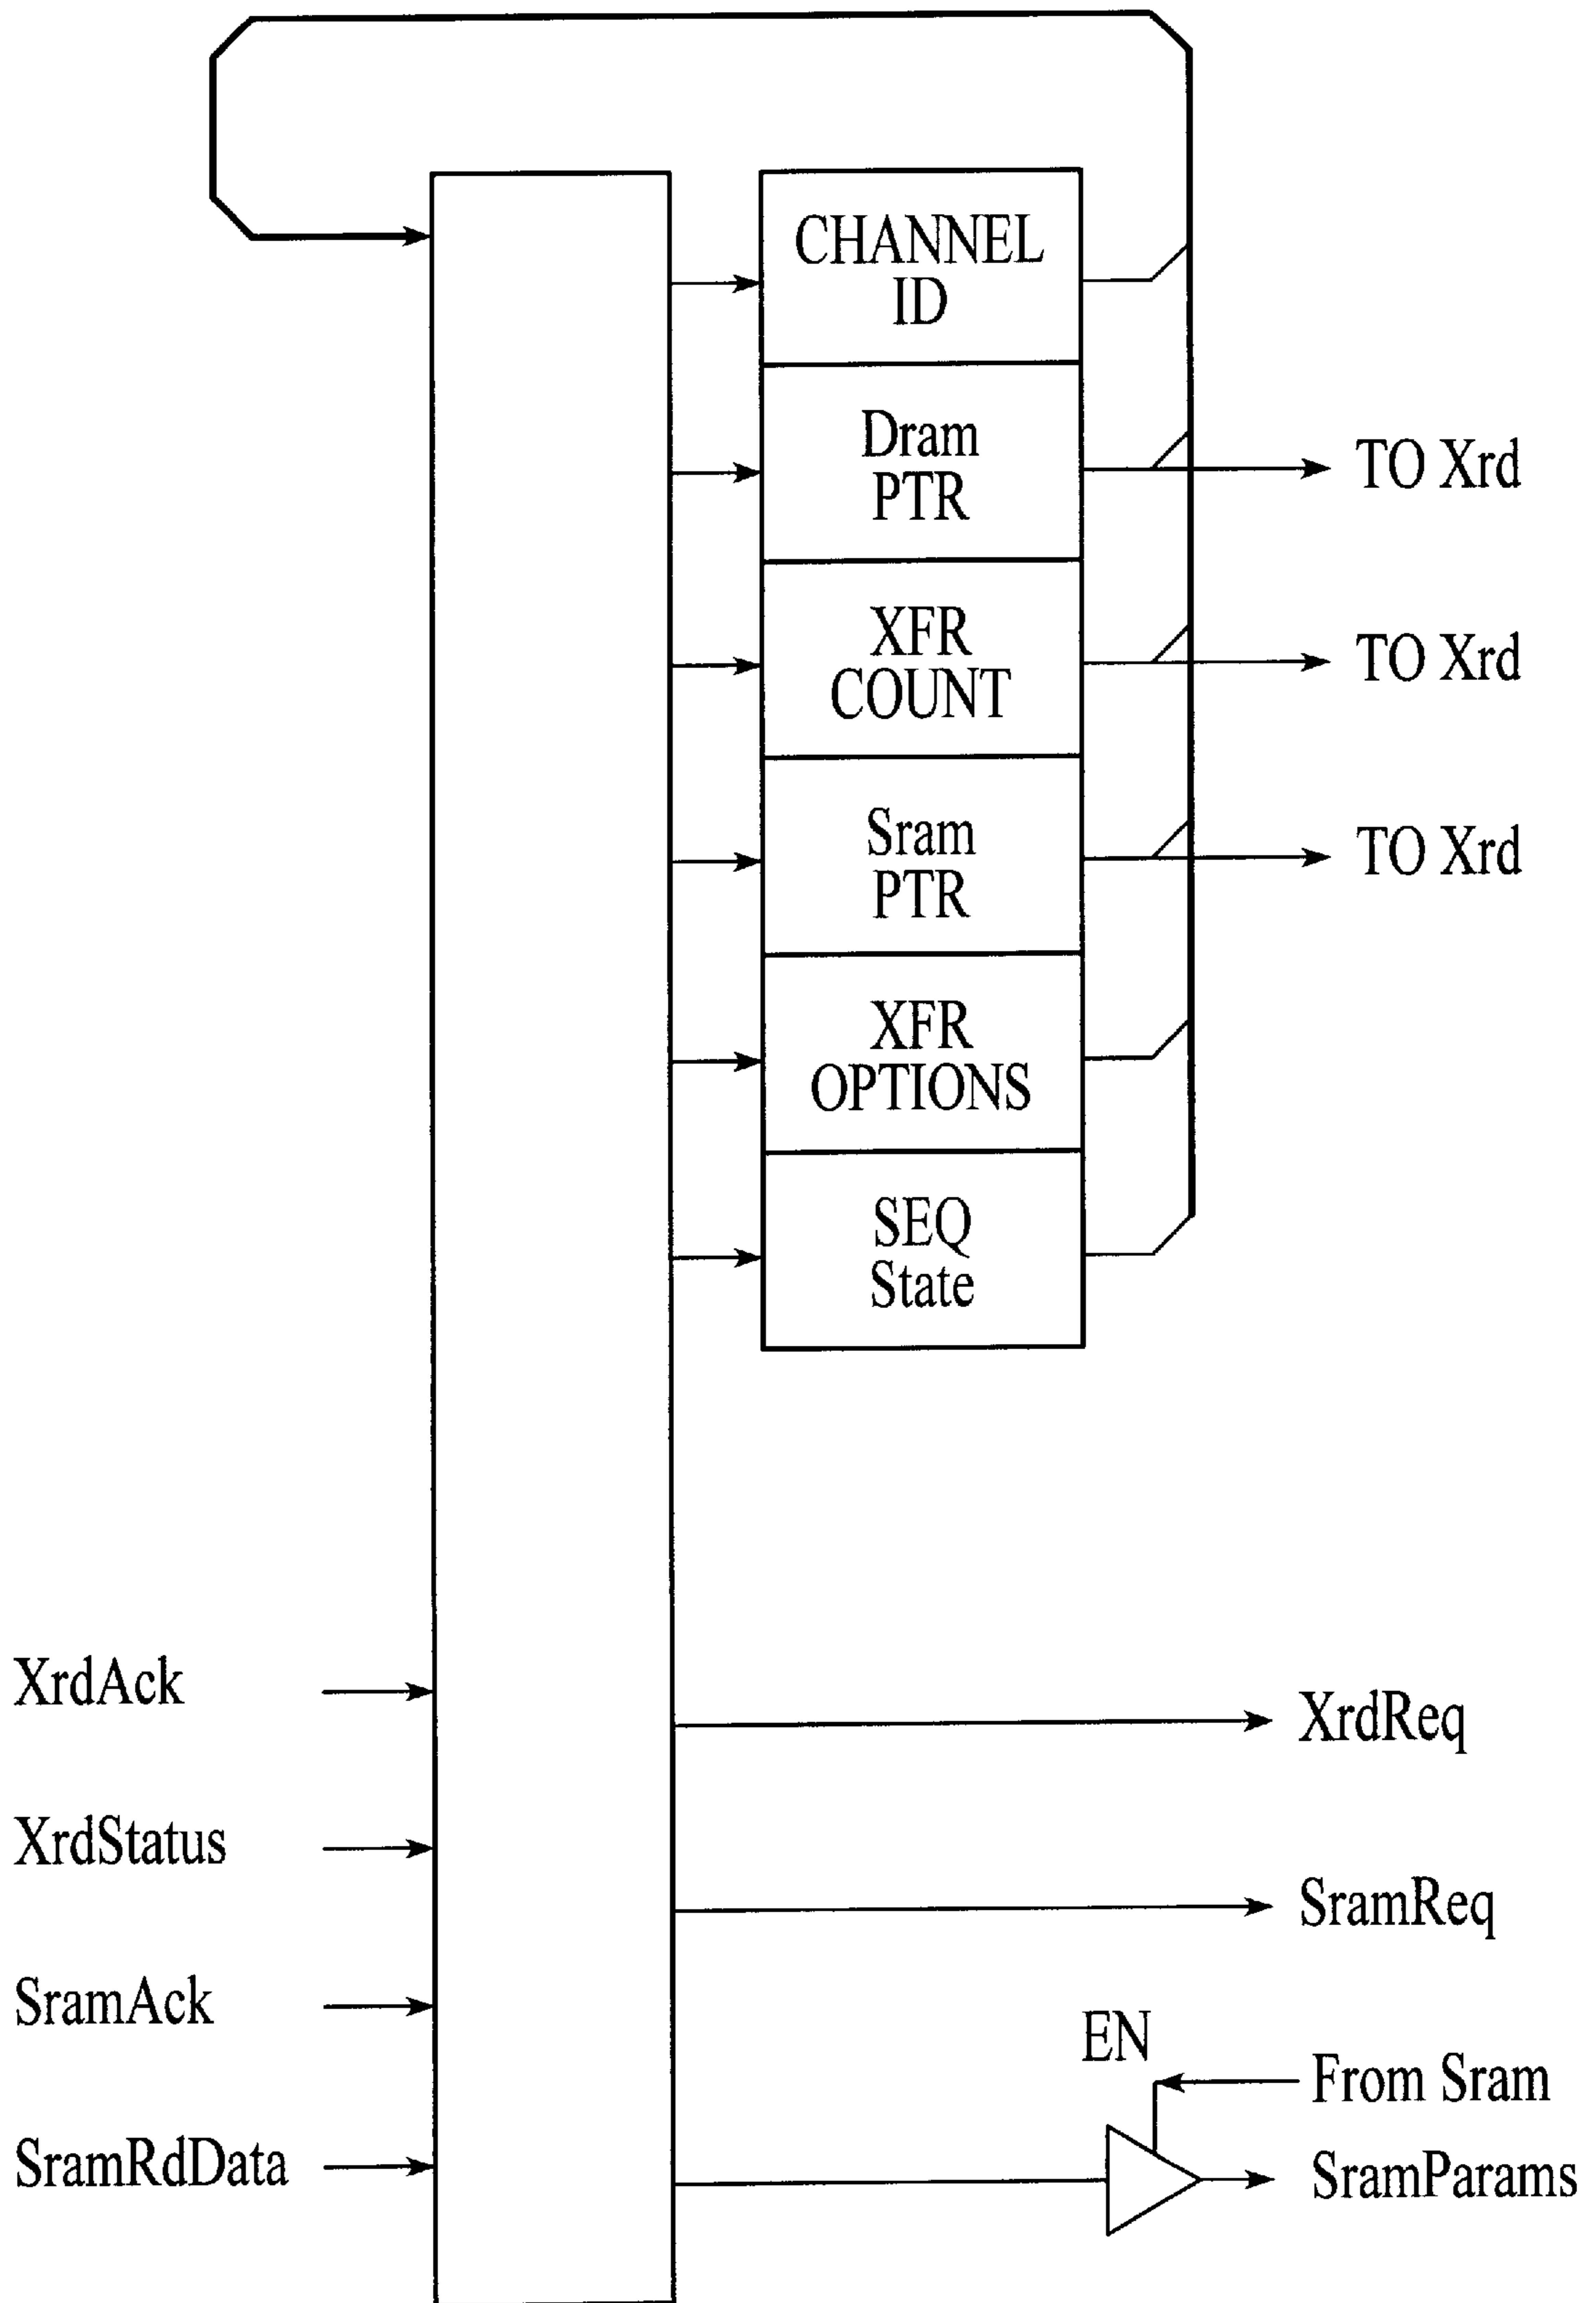 CHANNEL
ID
Dram
PTR
TO Xrd
XFR
COUNT
TO Xrd
Sram
PTR
TO Xrd
XFR
OPTIONS
SEQ
State
XrdAck
XrdReq
XrdStatus
SramReq
SramAck
EN
From Sram
SramRdData
SramParams